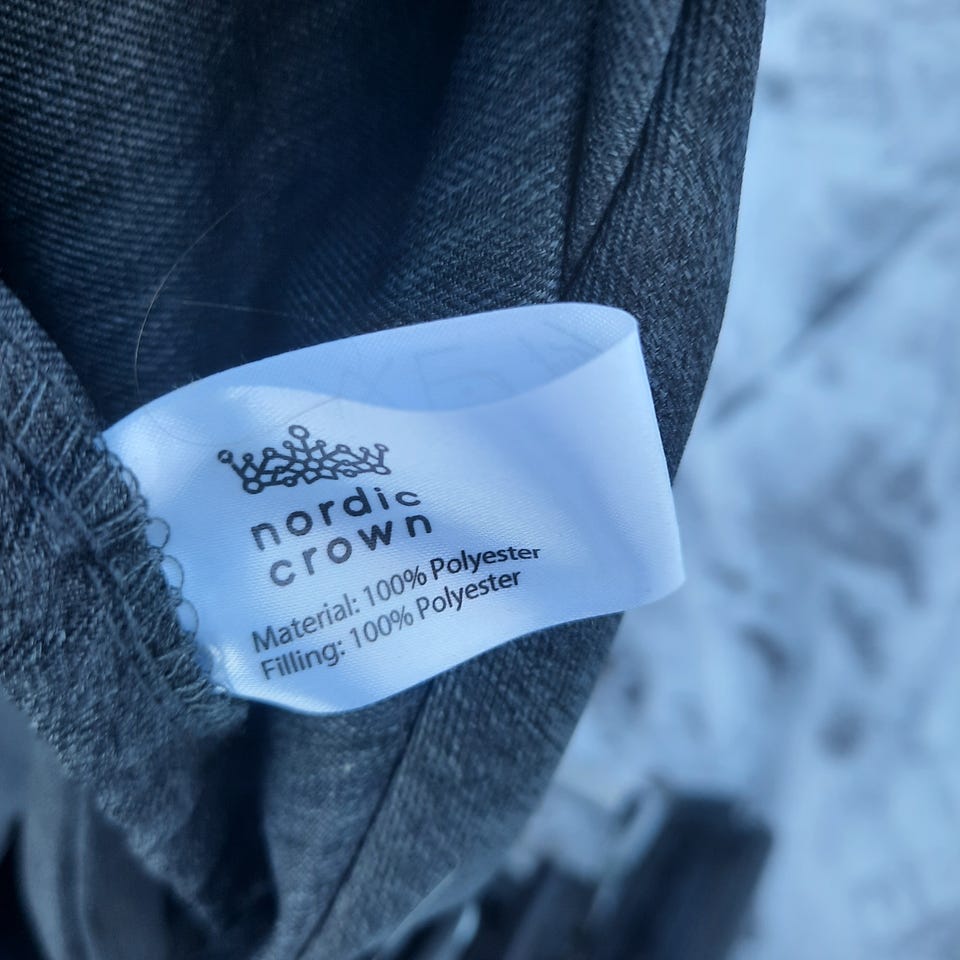 nordic
crown
Material: 100% Polyester
Filling: 100% Polyester